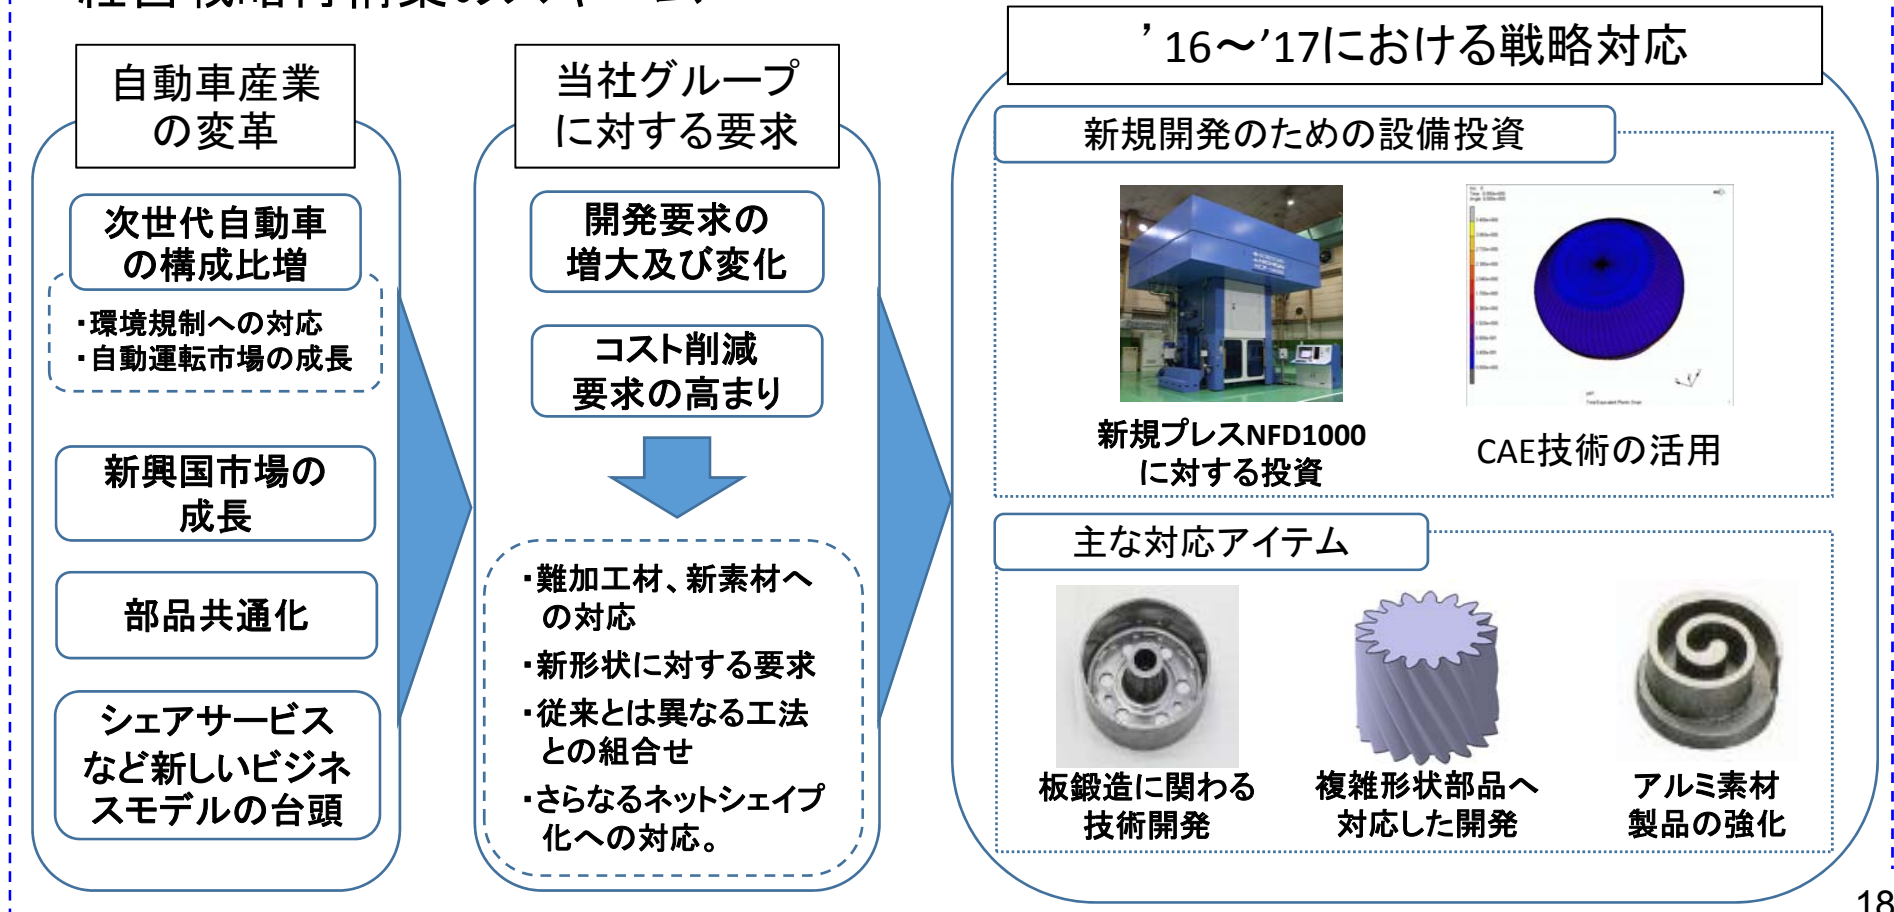 自動車産業
の変革
次世代自動車
の構成比増
・環境規制への対応
・自動運転市場の成長
新興国市場の
成長
部品共通化
シェアサービス
など新しいビジネ
スモデルの台頭
当社グループ
に対する要求
開発要求の
増大及び変化
コスト削減
要求の高まり
・難加工材、新素材へ
の対応
・新形状に対する要求
・従来とは異なる工法
との組合せ
・さらなるネットシェイプ
化への対応。
’16～’17における戦略対応
新規開発のための設備投資
新規プレスNFD1000
に対する投資
CAE技術の活用
主な対応アイテム
板鍛造に関わる
技術開発
複雑形状部品へ
対応した開発
アルミ素材
製品の強化
18